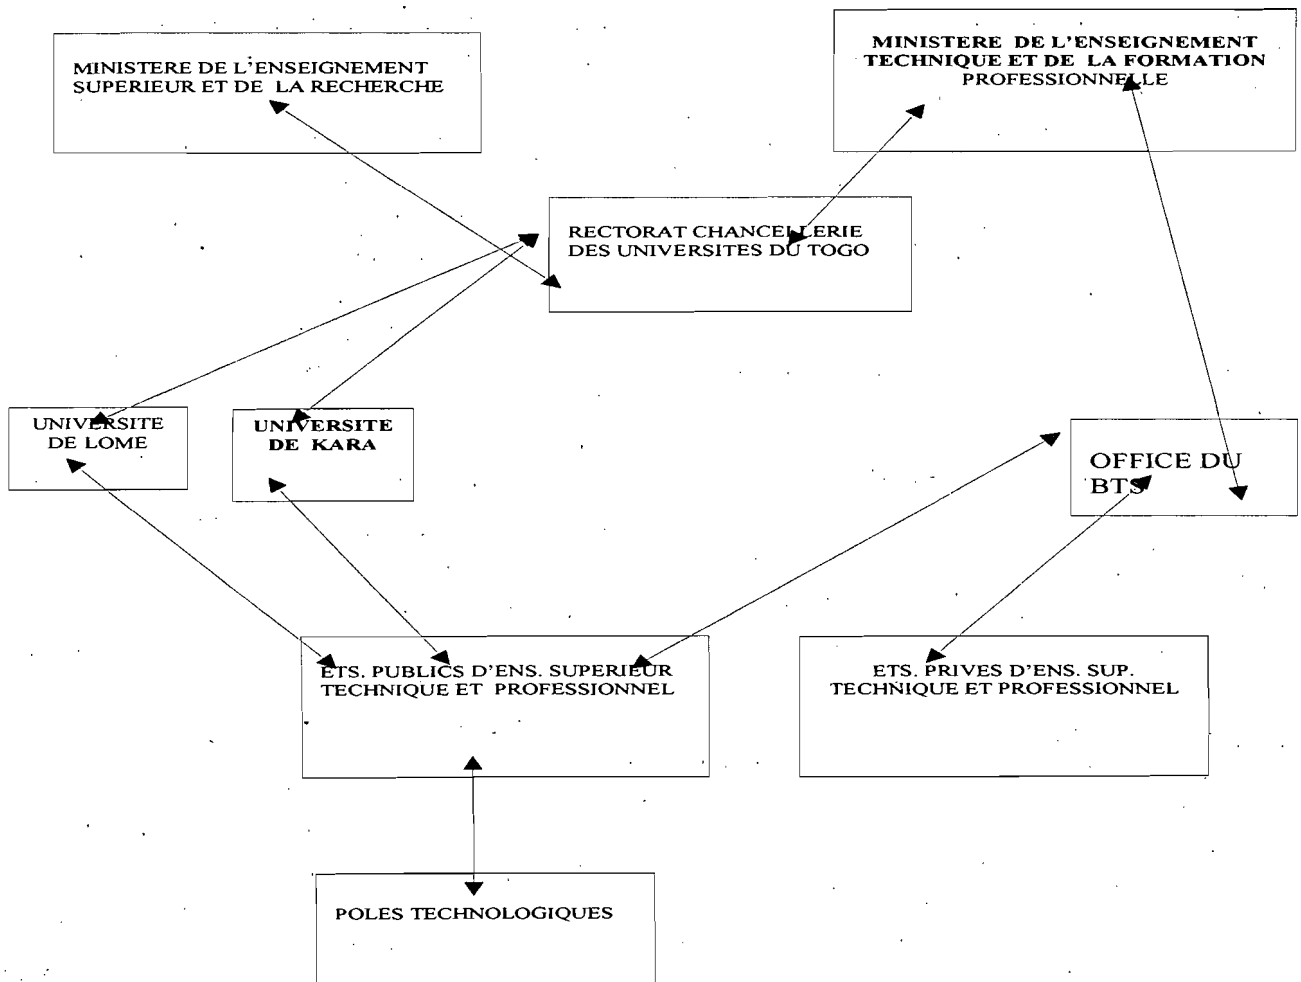 MINISTERE DE L'ENSEIGNEMENT
SUPERIEUR ET DE LA RECHERCHE
MINISTERE DE L'ENSEIGNEMENT
TECHNIQUE ET DE LA FORMATION
PROFESSIONNELLE
RECTORAT CHANCELLERIE
DES UNIVERSITES DU TOGO
UNIVERSITE
DE LOME
UNIVERSITE
DE KARA
OFFICE DU
BTS
ETS. PUBLICS D'ENS. SUPERIEUR
TECHNIQUE ET PROFESSIONNEL
ETS. PRIVES D'ENS. SUP.
TECHNIQUE ET PROFESSIONNEL
POLES TECHNOLOGIQUES